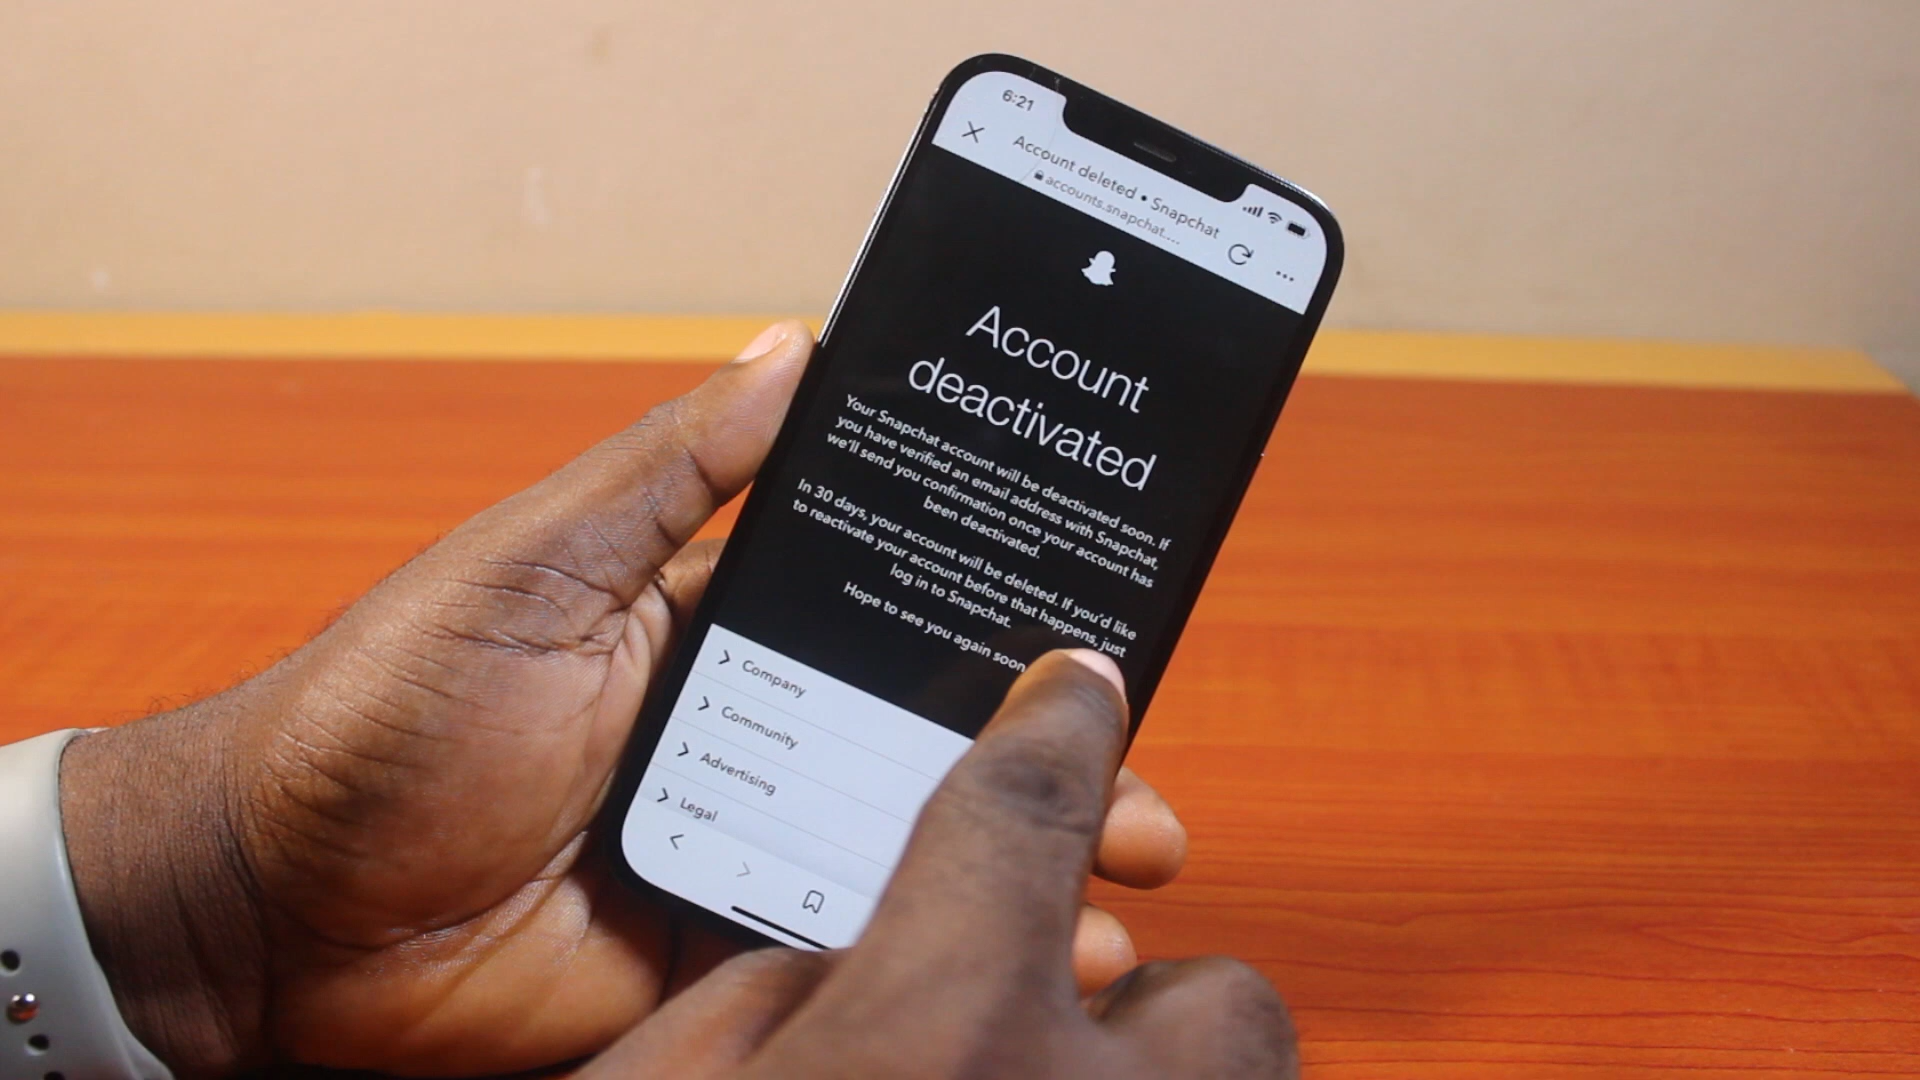 6:21
Account deleted • Snapchat
accounts.snapchat....
Account
deactivated
Your Snapchat account will be deactivated soon. If
you have verified an email address with Snapchat,
we'll send you confirmation once your account has
been deactivated.
In 30 days, your account will be deleted. If you'd like
to reactivate your account before that happens, just
log in to Snapchat.
Hope to see you again soon
Company
Community
Advertising
Legal